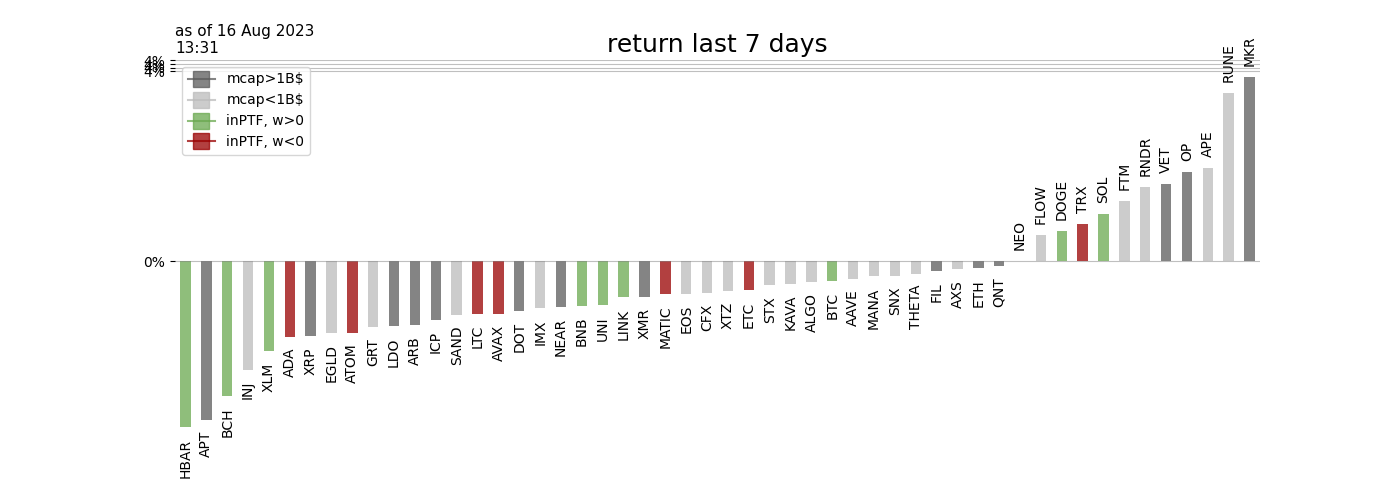 as of 16 Aug 2023
13:31
return last 7 days
4%
4%
0%
mcap>1B$
mcap<1B$
inPTF, w>0
inPTF, w<0
HBAR
APT
BCH
INJ
XLM
ADA
XRP
EGLD
ATOM
GRT
LDO
ARB
ICP
SAND
LTC
AVAX
DOT
IMX
NEAR
BNB
UNI
LINK
XMR
MATIC
EOS
CFX
XTZ
ETC
STX
KAVA
ALGO
BTC
AAVE
MANA
SNX
THETA
FIL
AXS
ETH
QNT
NEO
FLOW
DOGE
TRX
SOL
FTM
RNDR
VET
OP
APE
RUNE
MKR